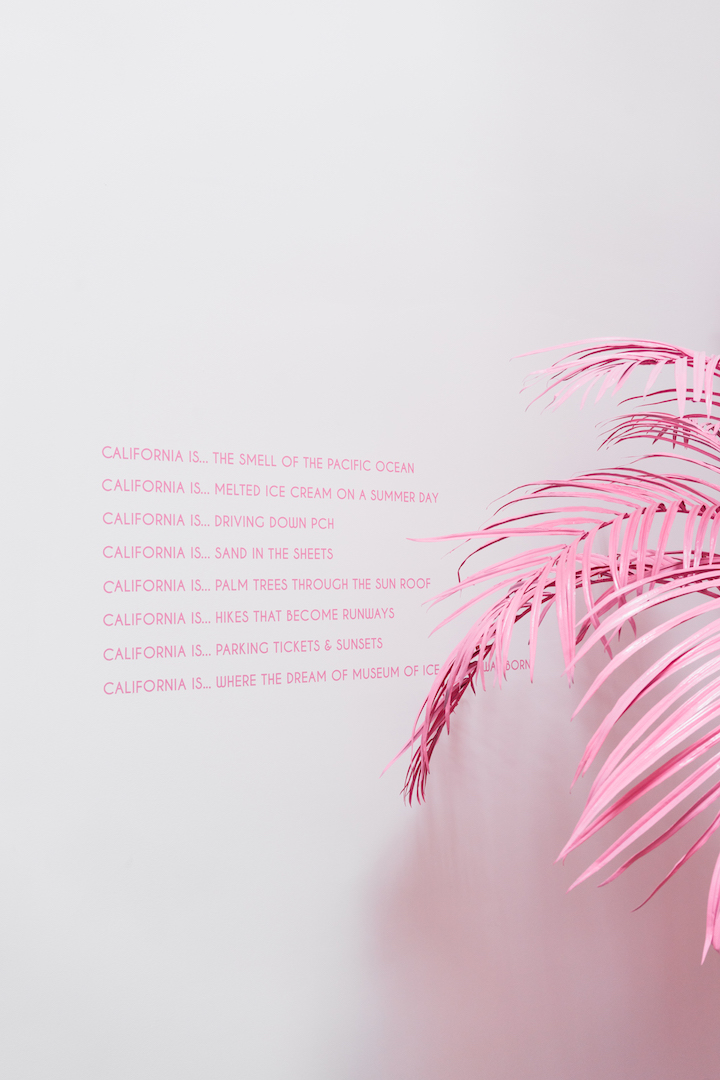 CALIFORNIA IS... THE SMELL OF THE PACIFIC OCEAN
CALIFORNIA IS... MELTED ICE CREAM ON A SUMMER DAY
CALIFORNIA IS... DRIVING DOWN PCH
CALIFORNIA IS... SAND IN THE SHEETS
CALIFORNIA IS... PALM TREES THROUGH THE SUN ROOF
CALIFORNIA IS... HIKES THAT BECOME RUNWAYS
CALIFORNIA IS... PARKING TICKETS & SUNSETS
CALIFORNIA IS... WHERE THE DREAM OF MUSEUM OF ICE BORN